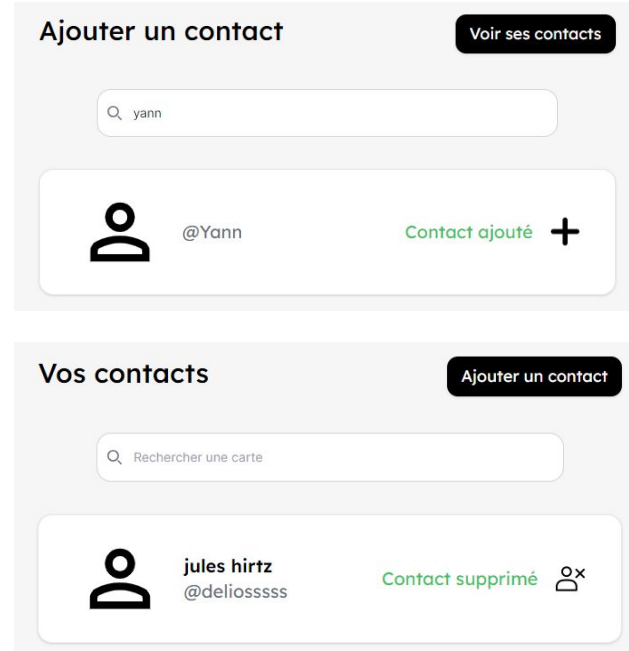 Ajouter un contact
Voir ses contacts
yann
@Yann
Contact ajouté
Vos contacts
Ajouter un contact
Rechercher une carte
jules hirtz
@deliosssss
Contact supprimé